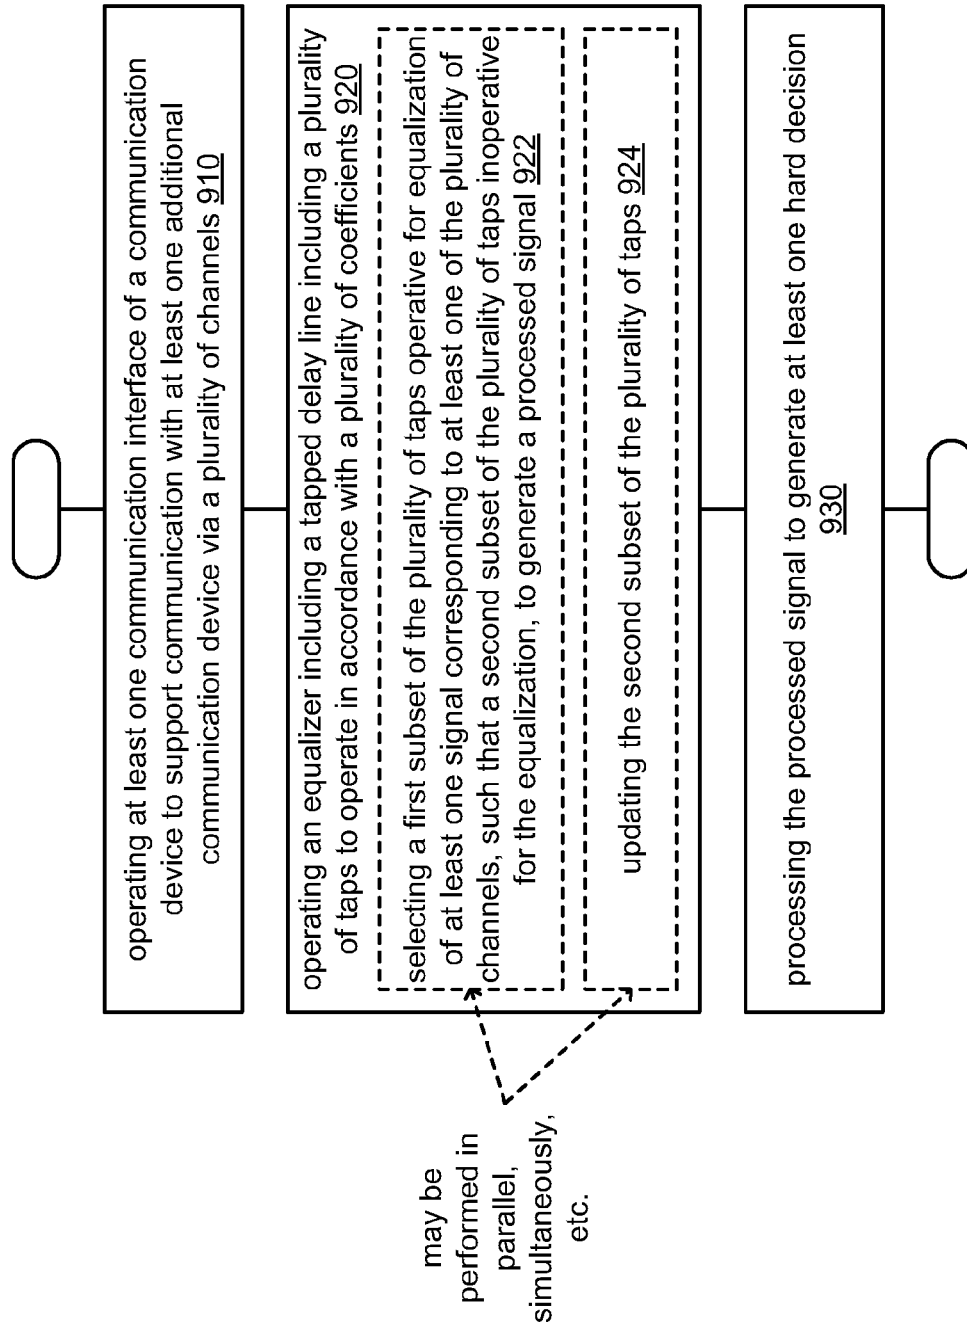 operating at least one communication interface of a communication
device to support communication with at least one additional
communication device via a plurality of channels 910
operating an equalizer including a tapped delay line including a plurality
of taps to operate in accordance with a plurality of coefficients 920
selecting a first subset of the plurality of taps operative for equalization
of at least one signal corresponding to at least one of the plurality of
channels, such that a second subset of the plurality of taps inoperative
for the equalization, to generate a processed signal 922
updating the second subset of the plurality of taps 924
may be
performed in
parallel,
simultaneously,
etc.
processing the processed signal to generate at least one hard decision
930